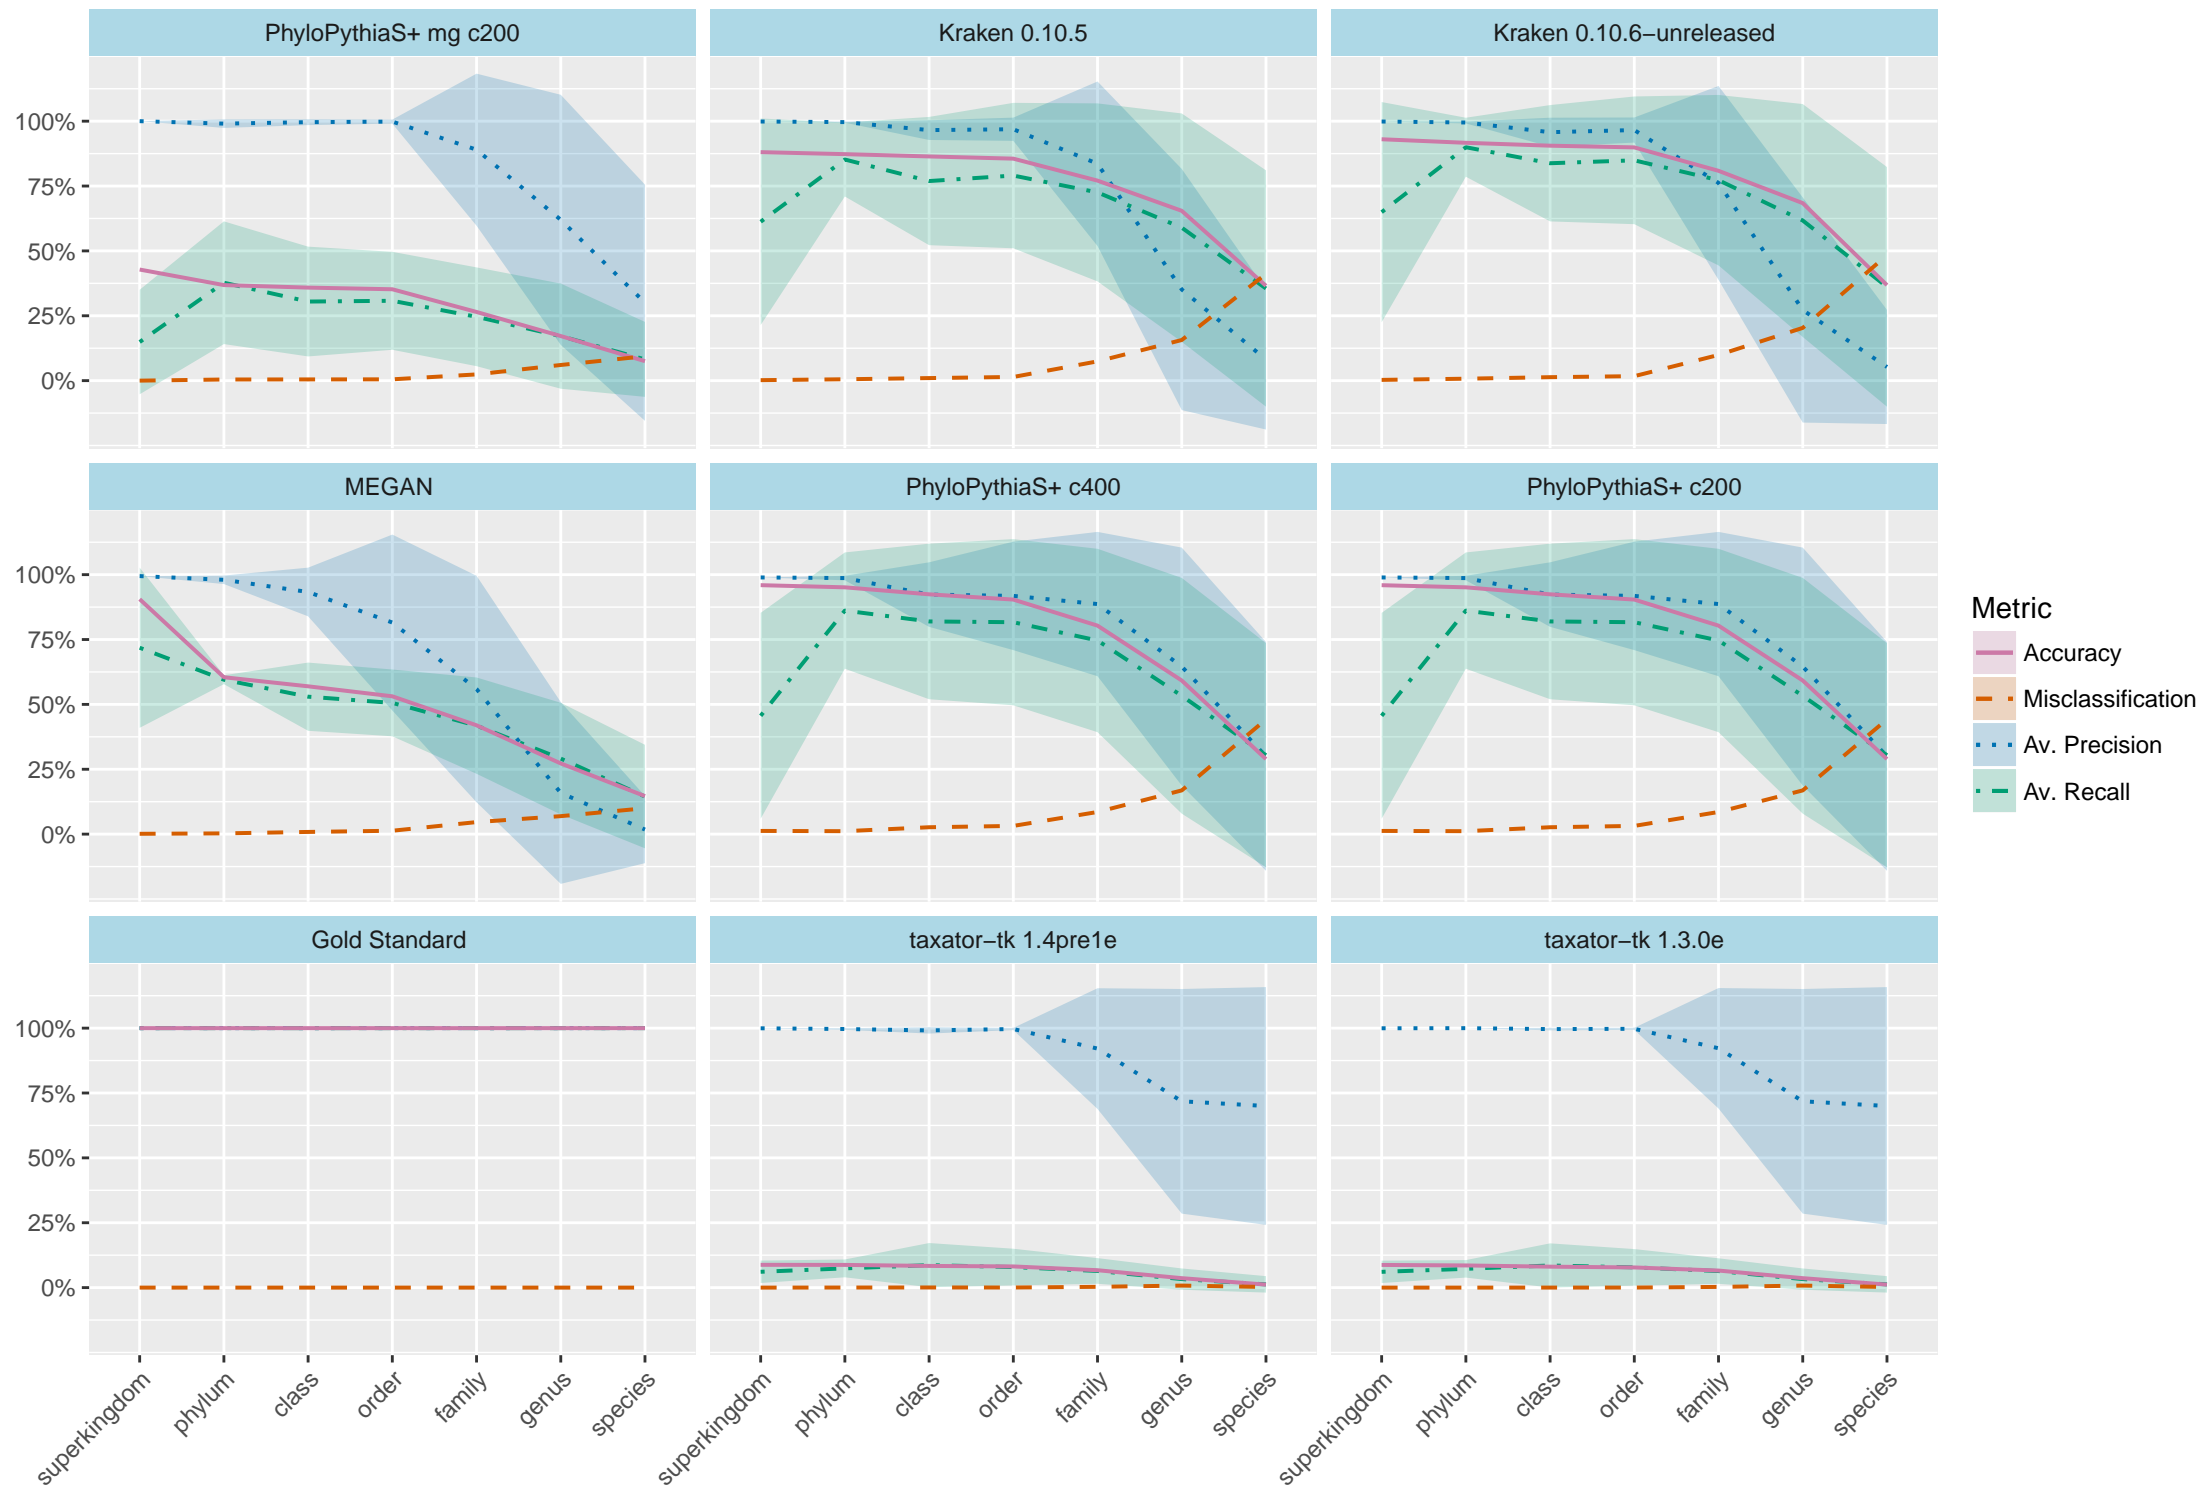 PhyloPythiaS+ mg c200
Kraken 0.10.5
Kraken 0.10.6−unreleased
100%
75%
50%
25%
0%
MEGAN
PhyloPythiaS+ c400
PhyloPythiaS+ c200
100%
75%
50%
25%
0%
Gold Standard
taxator−tk 1.4pre1e
taxator−tk 1.3.0e
100%
75%
50%
25%
0%
superkingdom
phylum
class
order
family
genus
species
superkingdom
phylum
class
order
family
genus
species
superkingdom
phylum
class
order
family
genus
species
Metric
Accuracy
Misclassification
Av. Precision
Av. Recall